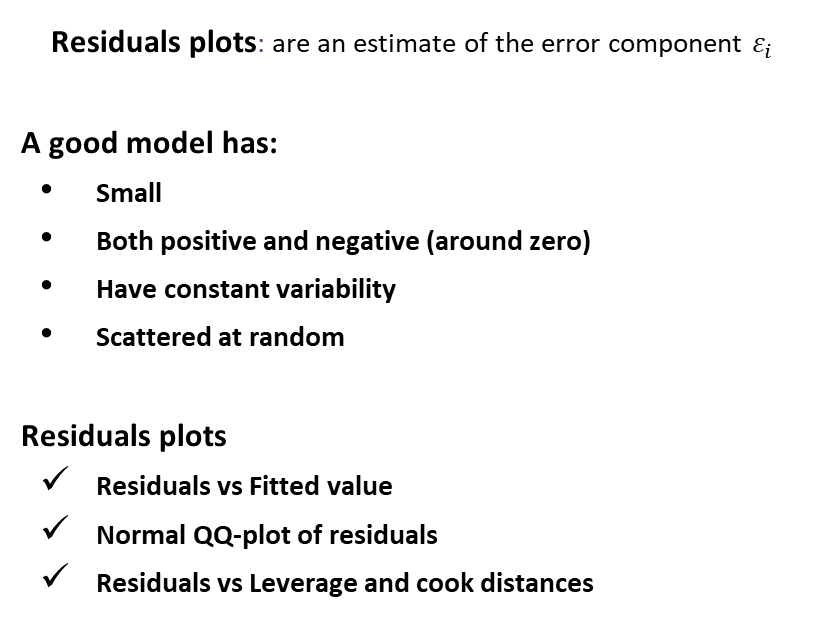 Residuals plots: are an estimate of the error component εᵢ
A good model has:
• Small
• Both positive and negative (around zero)
• Have constant variability
• Scattered at random
Residuals plots
✓ Residuals vs Fitted value
✓ Normal QQ-plot of residuals
✓ Residuals vs Leverage and cook distances